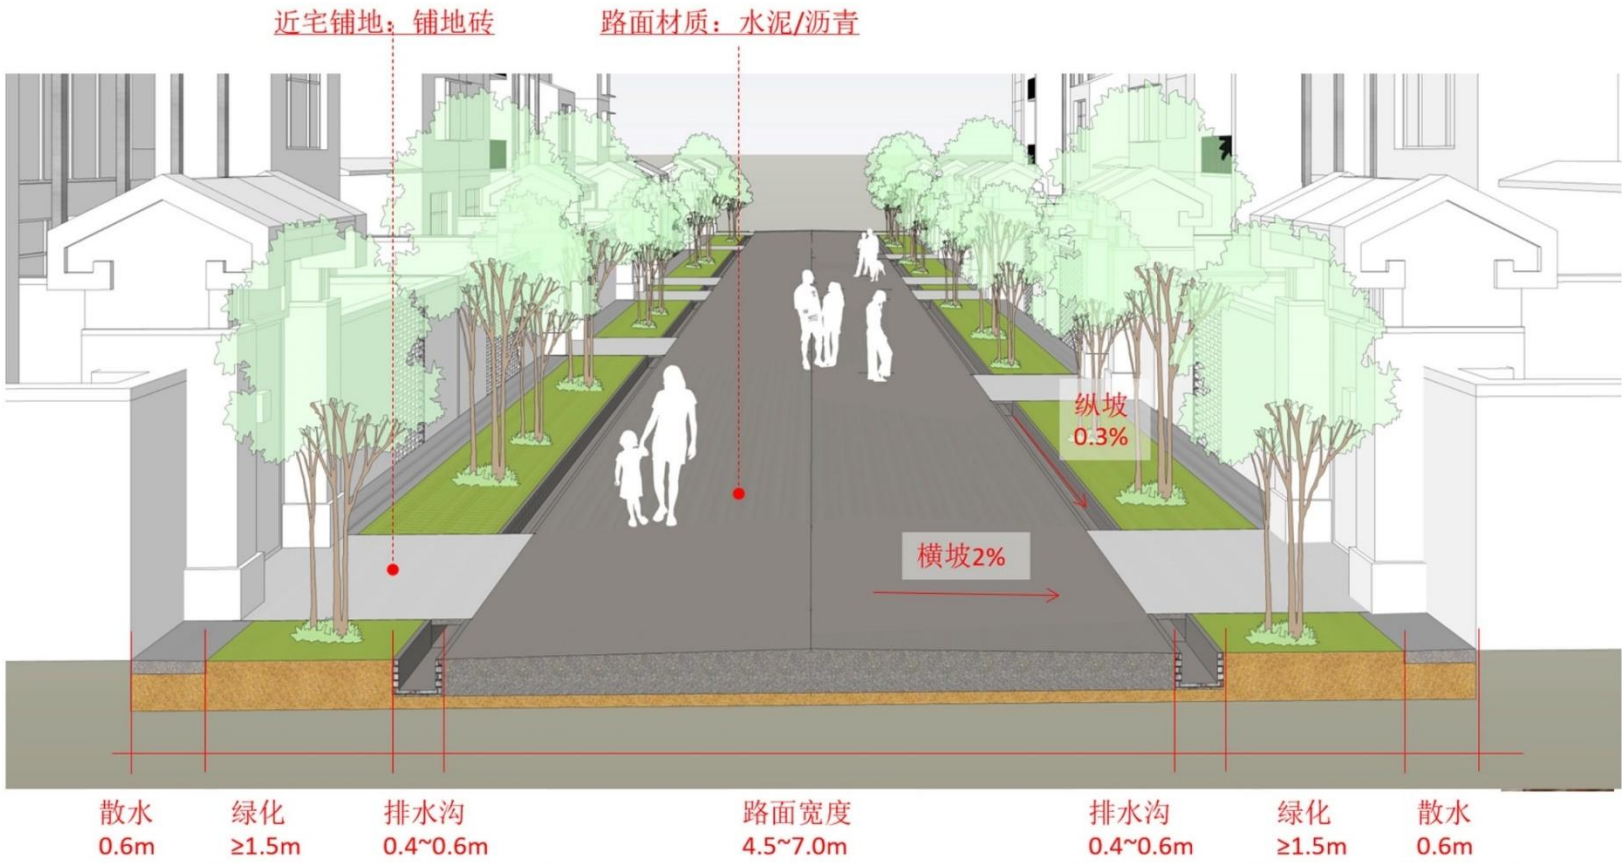 近宅铺地：铺地砖
路面材质：水泥/沥青
纵坡
0.3%
横坡2%
散水
0.6m
绿化
≥1.5m
排水沟
0.4~0.6m
路面宽度
4.5~7.0m
排水沟
0.4~0.6m
绿化
≥1.5m
散水
0.6m